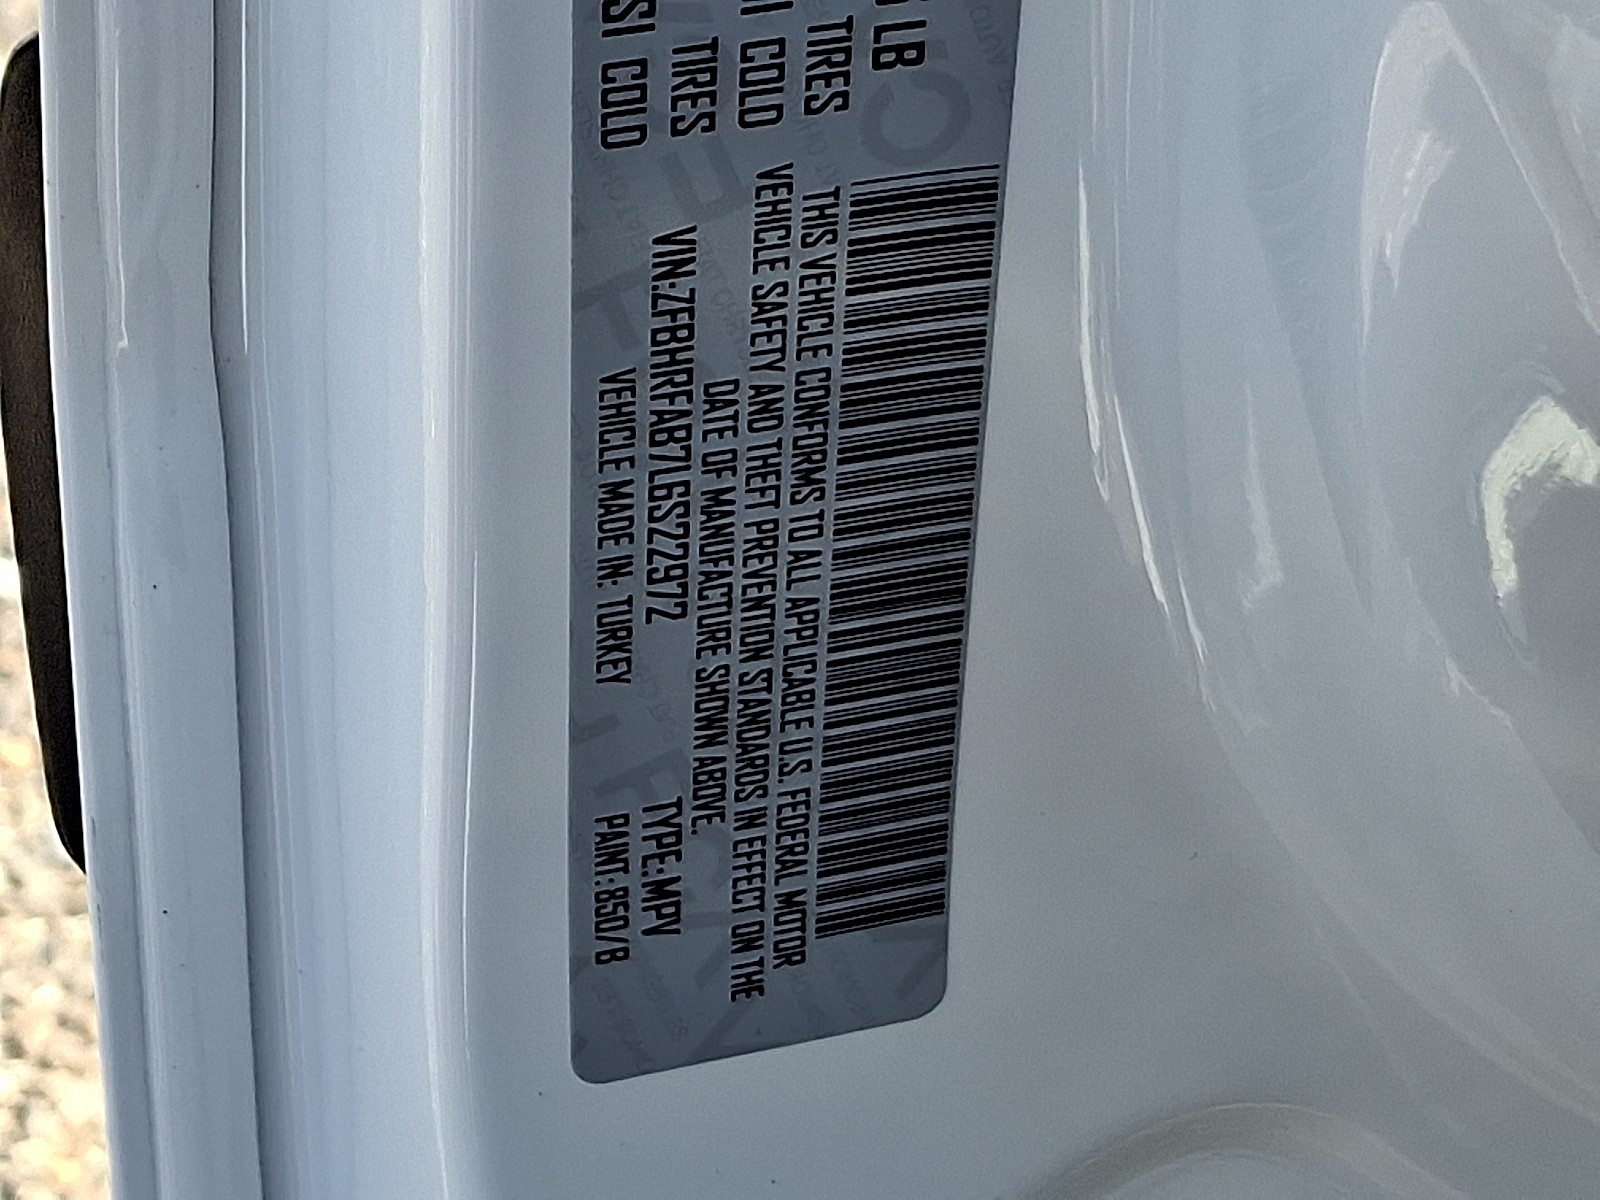 LB
TIRES
COLD
TIRES
SI COLD
THIS VEHICLE CONFORMS TO ALL APPLICABLE U.S. FEDERAL MOTOR
VEHICLE SAFETY AND THEFT PREVENTION STANDARDS IN EFFECT ON THE
DATE OF MANUFACTURE SHOWN ABOVE.
VIN:ZFBHRFAB7L6S22972 TYPE:MPV
VEHICLE MADE IN: TURKEY PAINT:850/B